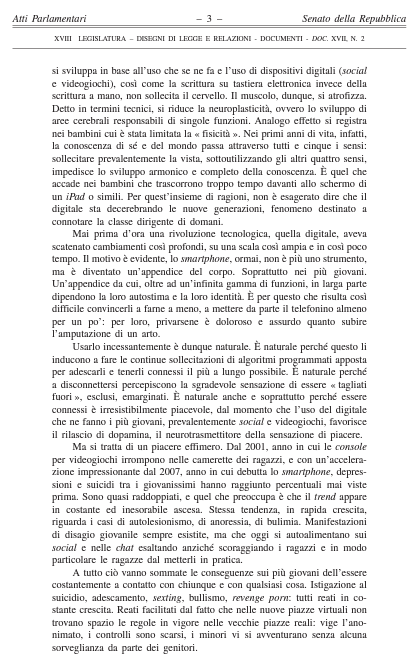 Atti Parlamentari – 3 – Senato della Repubblica
XVIII LEGISLATURA – DISEGNI DI LEGGE E RELAZIONI - DOCUMENTI - DOC. XVII, N. 2
si sviluppa in base all'uso che se ne fa e l'uso di dispositivi digitali (social
e videogiochi), così come la scrittura su tastiera elettronica invece della
scrittura a mano, non sollecita il cervello. Il muscolo, dunque, si atrofizza.
Detto in termini tecnici, si riduce la neuroplasticità, ovvero lo sviluppo di
aree cerebrali responsabili di singole funzioni. Analogo effetto si registra
nei bambini cui è stata limitata la « fisicità ». Nei primi anni di vita, infatti,
la conoscenza di sé e del mondo passa attraverso tutti e cinque i sensi:
sollecitare prevalentemente la vista, sottoutilizzando gli altri quattro sensi,
impedisce lo sviluppo armonico e completo della conoscenza. È quel che
accade nei bambini che trascorrono troppo tempo davanti allo schermo di
un iPad o simili. Per quest'insieme di ragioni, non è esagerato dire che il
digitale sta decerebrando le nuove generazioni, fenomeno destinato a
connotare la classe dirigente di domani.
Mai prima d'ora una rivoluzione tecnologica, quella digitale, aveva
scatenato cambiamenti così profondi, su una scala così ampia e in così poco
tempo. Il motivo è evidente, lo smartphone, ormai, non è più uno strumento,
ma è diventato un'appendice del corpo. Soprattutto nei più giovani.
Un'appendice da cui, oltre ad un'infinita gamma di funzioni, in larga parte
dipendono la loro autostima e la loro identità. È per questo che risulta così
difficile convincerli a farne a meno, a mettere da parte il telefonino almeno
per un po': per loro, privarsene è doloroso e assurdo quanto subire
l'amputazione di un arto.
Usarlo incessantemente è dunque naturale. È naturale perché questo li
inducono a fare le continue sollecitazioni di algoritmi programmati apposta
per adescarli e tenerli connessi il più a lungo possibile. È naturale perché
a disconnettersi percepiscono la sgradevole sensazione di essere « tagliati
fuori », esclusi, emarginati. È naturale anche e soprattutto perché essere
connessi è irresistibilmente piacevole, dal momento che l'uso del digitale
che ne fanno i più giovani, prevalentemente social e videogiochi, favorisce
il rilascio di dopamina, il neurotrasmettitore della sensazione di piacere.
Ma si tratta di un piacere effimero. Dal 2001, anno in cui le console
per videogiochi irrompono nelle camerette dei ragazzi, e con un'accelera-
zione impressionante dal 2007, anno in cui debutta lo smartphone, depres-
sioni e suicidi tra i giovanissimi hanno raggiunto percentuali mai viste
prima. Sono quasi raddoppiati, e quel che preoccupa è che il trend appare
in costante ed inesorabile ascesa. Stessa tendenza, in rapida crescita,
riguarda i casi di autolesionismo, di anoressia, di bulimia. Manifestazioni
di disagio giovanile sempre esistite, ma che oggi si autoalimentano sui
social e nelle chat esaltando anziché scoraggiando i ragazzi e in modo
particolare le ragazze dal metterli in pratica.
A tutto ciò vanno sommate le conseguenze sui più giovani dell'essere
costantemente a contatto con chiunque e con qualsiasi cosa. Istigazione al
suicidio, adescamento, sexting, bullismo, revenge porn: tutti reati in co-
stante crescita. Reati facilitati dal fatto che nelle nuove piazze virtuali non
trovano spazio le regole in vigore nelle vecchie piazze reali: vige l'ano-
nimato, i controlli sono scarsi, i minori vi si avventurano senza alcuna
sorveglianza da parte dei genitori.